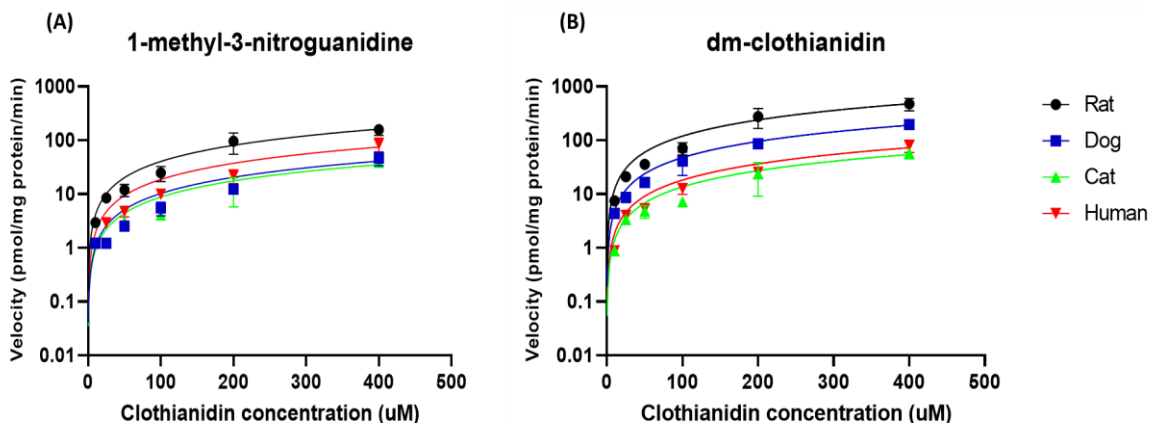 (A)
1-methyl-3-nitroguanidine
Velocity (pmol/mg protein/min)
1000
100
10
1
0.1
0.01
0
100
200
300
400
500
Clothianidin concentration (uM)
(B)
dm-clothianidin
Velocity (pmol/mg protein/min)
1000
100
10
1
0.1
0.01
0
100
200
300
400
500
Clothianidin concentration (uM)
Rat
Dog
Cat
Human